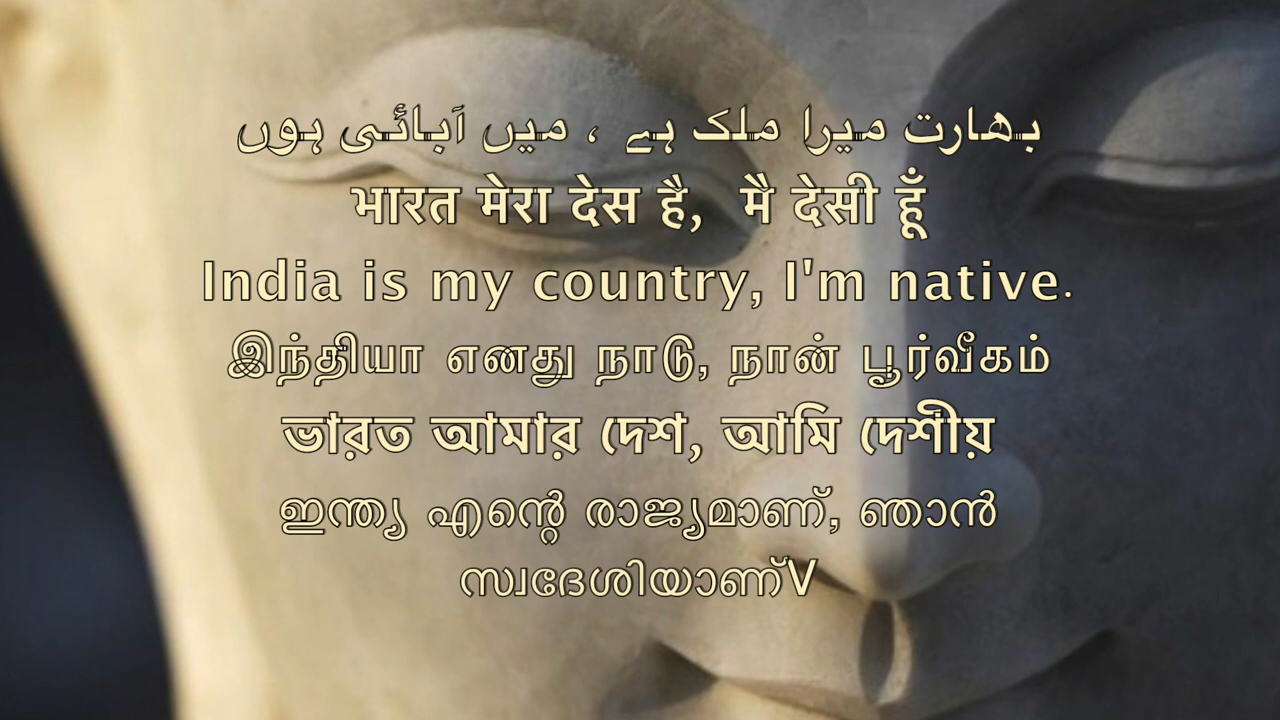 بھارت میرا ملک ہے ، میں آبائی ہوں
भारत मेरा देस है, मै देसी हूँ
India is my country, I'm native.
இந்தியா எனது நாடு, நான் பூர்வீகம்
ভারত আমার দেশ, আমি দেশীয়
ഇന്ത്യ എന്റെ രാജ്യമാണ്, ഞാൻ
സ്വദേശിയാണ്V